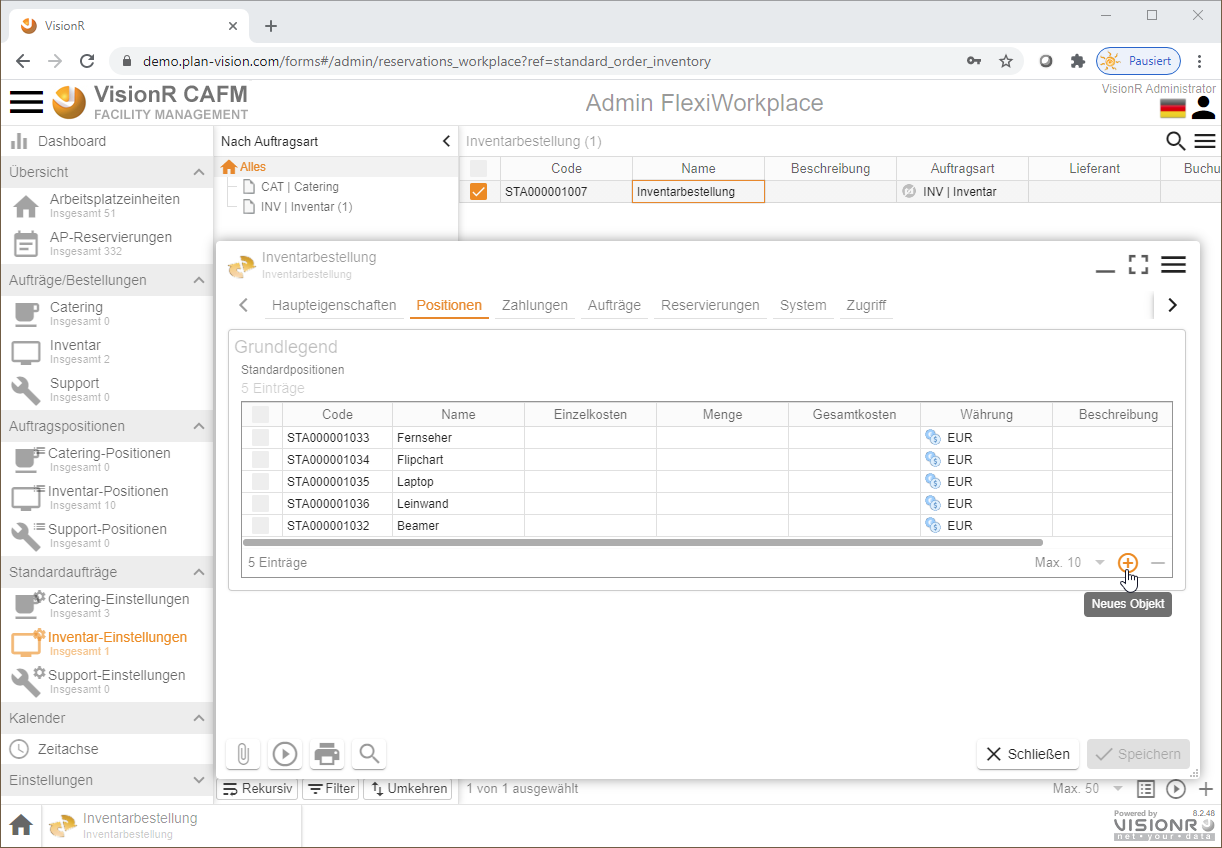 VisionR
demo.plan-vision.com/forms#/admin/reservations_workplace?ref=standard_order_inventory
Pausiert
VisionR CAFM
FACILITY MANAGEMENT
Admin FlexiWorkplace
VisionR Administrator
Dashboard
Übersicht
Arbeitsplatzeinheiten
Insgesamt 51
AP-Reservierungen
Insgesamt 332
Aufträge/Bestellungen
Catering
Insgesamt 0
Inventar
Insgesamt 2
Support
Insgesamt 0
Auftragspositionen
Catering-Positionen
Insgesamt 0
Inventar-Positionen
Insgesamt 10
Support-Positionen
Insgesamt 0
Standardaufträge
Catering-Einstellungen
Insgesamt 3
Inventar-Einstellungen
Insgesamt 1
Support-Einstellungen
Insgesamt 0
Kalender
Zeitachse
Einstellungen
Nach Auftragsart
Alles
CAT | Catering
INV | Inventar (1)
Inventarbestellung (1)
Code Name Beschreibung Auftragsart Lieferant Buchu
STA000001007 Inventarbestellung INV | Inventar
Inventarbestellung
Inventarbestellung
Haupteigenschaften Positionen Zahlungen Aufträge Reservierungen System Zugriff
Grundlegend
Standardpositionen
5 Einträge
Code Name Einzelkosten Menge Gesamtkosten Währung Beschreibung
STA000001033 Fernseher EUR
STA000001034 Flipchart EUR
STA000001035 Laptop EUR
STA000001036 Leinwand EUR
STA000001032 Beamer EUR
5 Einträge Max. 10
Neues Objekt
Schließen Speichern
Rekursiv Filter Umkehren 1 von 1 ausgewählt Max. 50
Inventarbestellung
Inventarbestellung
Powered by 8.2.48
VISIONR
net • your • data